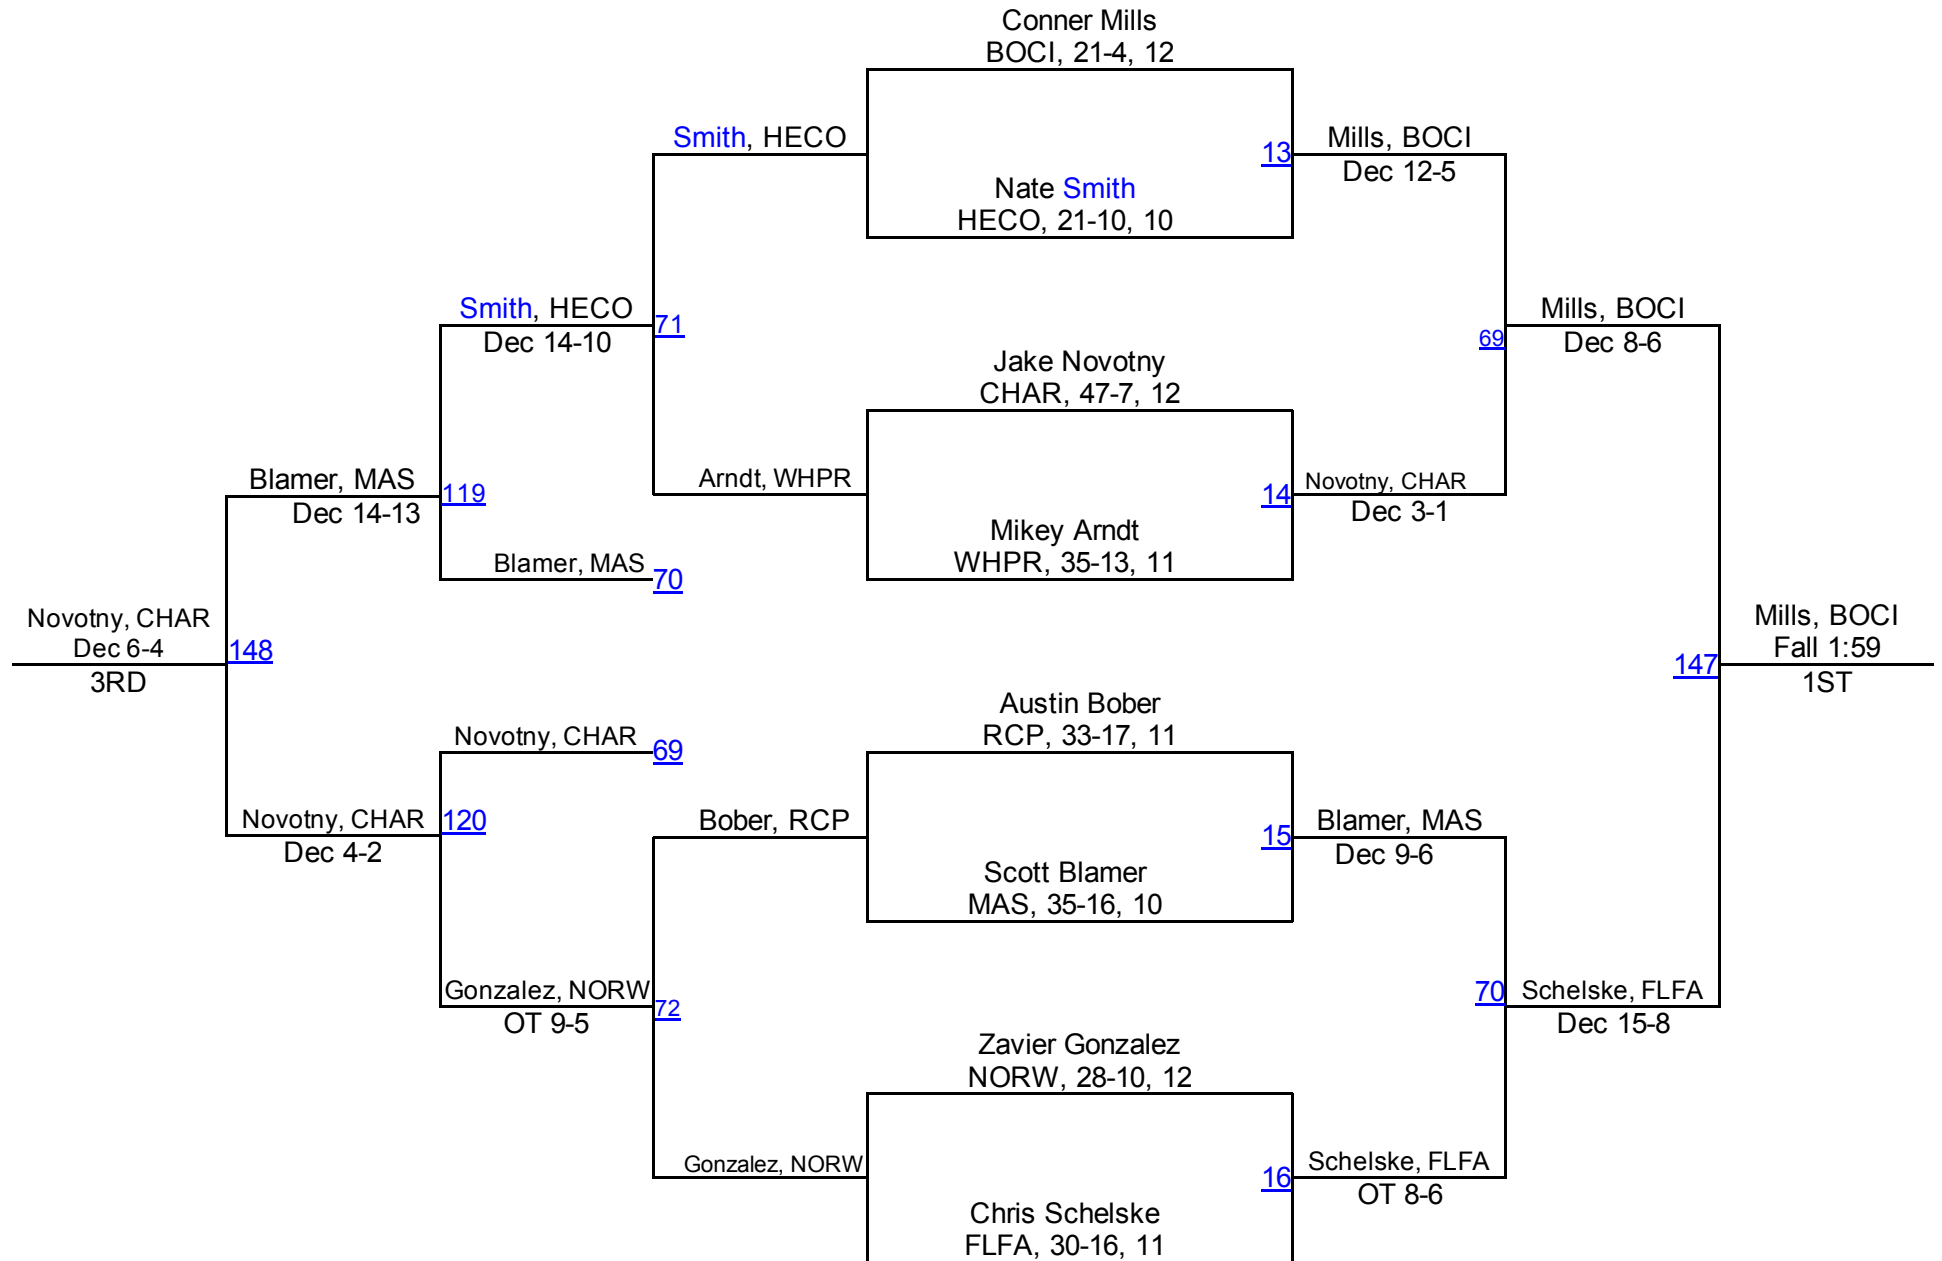 Conner Mills
BOCI, 21-4, 12
Smith, HECO
13
Mills, BOCI
Dec 12-5
Nate Smith
HECO, 21-10, 10
Smith, HECO
Dec 14-10
71
69
Mills, BOCI
Dec 8-6
Jake Novotny
CHAR, 47-7, 12
Blamer, MAS
Dec 14-13
119
Arndt, WHPR
14
Novotny, CHAR
Dec 3-1
Mikey Arndt
WHPR, 35-13, 11
Blamer, MAS
70
Novotny, CHAR
Dec 6-4
3RD
148
147
Mills, BOCI
Fall 1:59
1ST
Austin Bober
RCP, 33-17, 11
Novotny, CHAR
69
Novotny, CHAR
Dec 4-2
120
Bober, RCP
15
Blamer, MAS
Dec 9-6
Scott Blamer
MAS, 35-16, 10
Gonzalez, NORW
OT 9-5
72
70
Schelske, FLFA
Dec 15-8
Zavier Gonzalez
NORW, 28-10, 12
Gonzalez, NORW
16
Schelske, FLFA
OT 8-6
Chris Schelske
FLFA, 30-16, 11